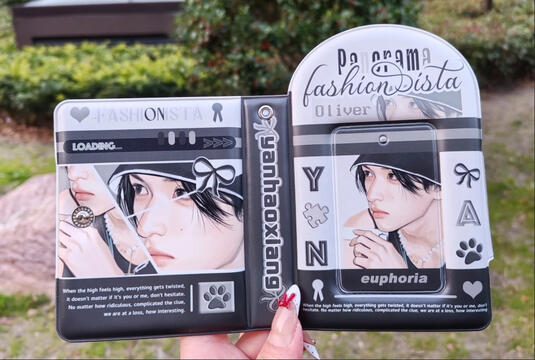 FASHIONISTA
LOADING...
>>>>
When the high feels high, everything gets twisted,
it doesn't matter if it's you or me, don't hesitate.
No matter how ridiculous, complicated the clue,
we are at a loss, how interesting.
yanhaoxiang
Panorama
fashionista
Oliver
Y
A
N
euphoria
When the high feels high, everything gets twisted,
it doesn't matter if it's you or me, don't hesitate.
No matter how ridiculous, complicated the clue,
we are at a loss, how interesting.